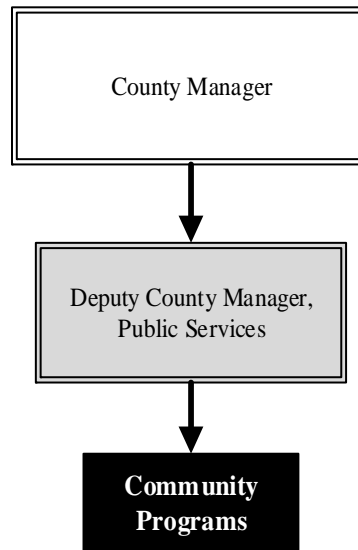 County Manager
Deputy County Manager,
Public Services
Community
Programs